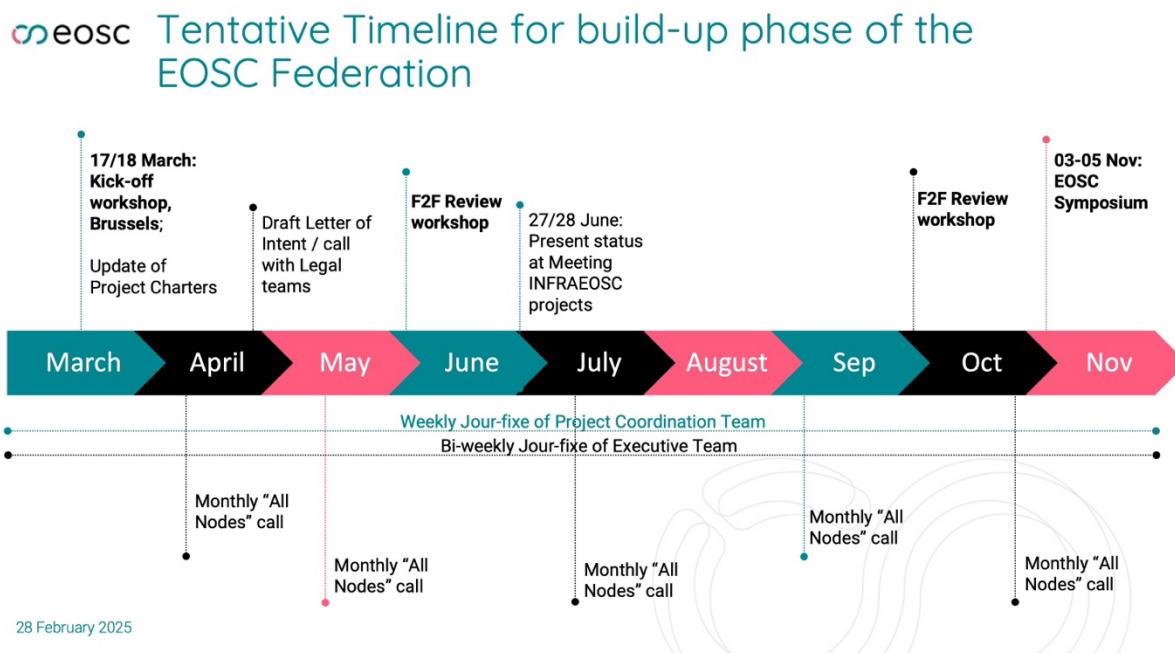 eosc
Tentative Timeline for build-up phase of the
EOSC Federation
17/18 March:
Kick-off
workshop,
Brussels;
Update of
Project Charters
Draft Letter of
Intent / call
with Legal
teams
F2F Review
workshop
27/28 June:
Present status
at Meeting
INFRAEOSC
projects
F2F Review
workshop
03-05 Nov:
EOSC
Symposium
March
April
May
June
July
August
Sep
Oct
Nov
Weekly Jour-fixe of Project Coordination Team
Bi-weekly Jour-fixe of Executive Team
Monthly “All
Nodes” call
Monthly “All
Nodes” call
Monthly “All
Nodes” call
Monthly “All
Nodes” call
Monthly “All
Nodes” call
28 February 2025